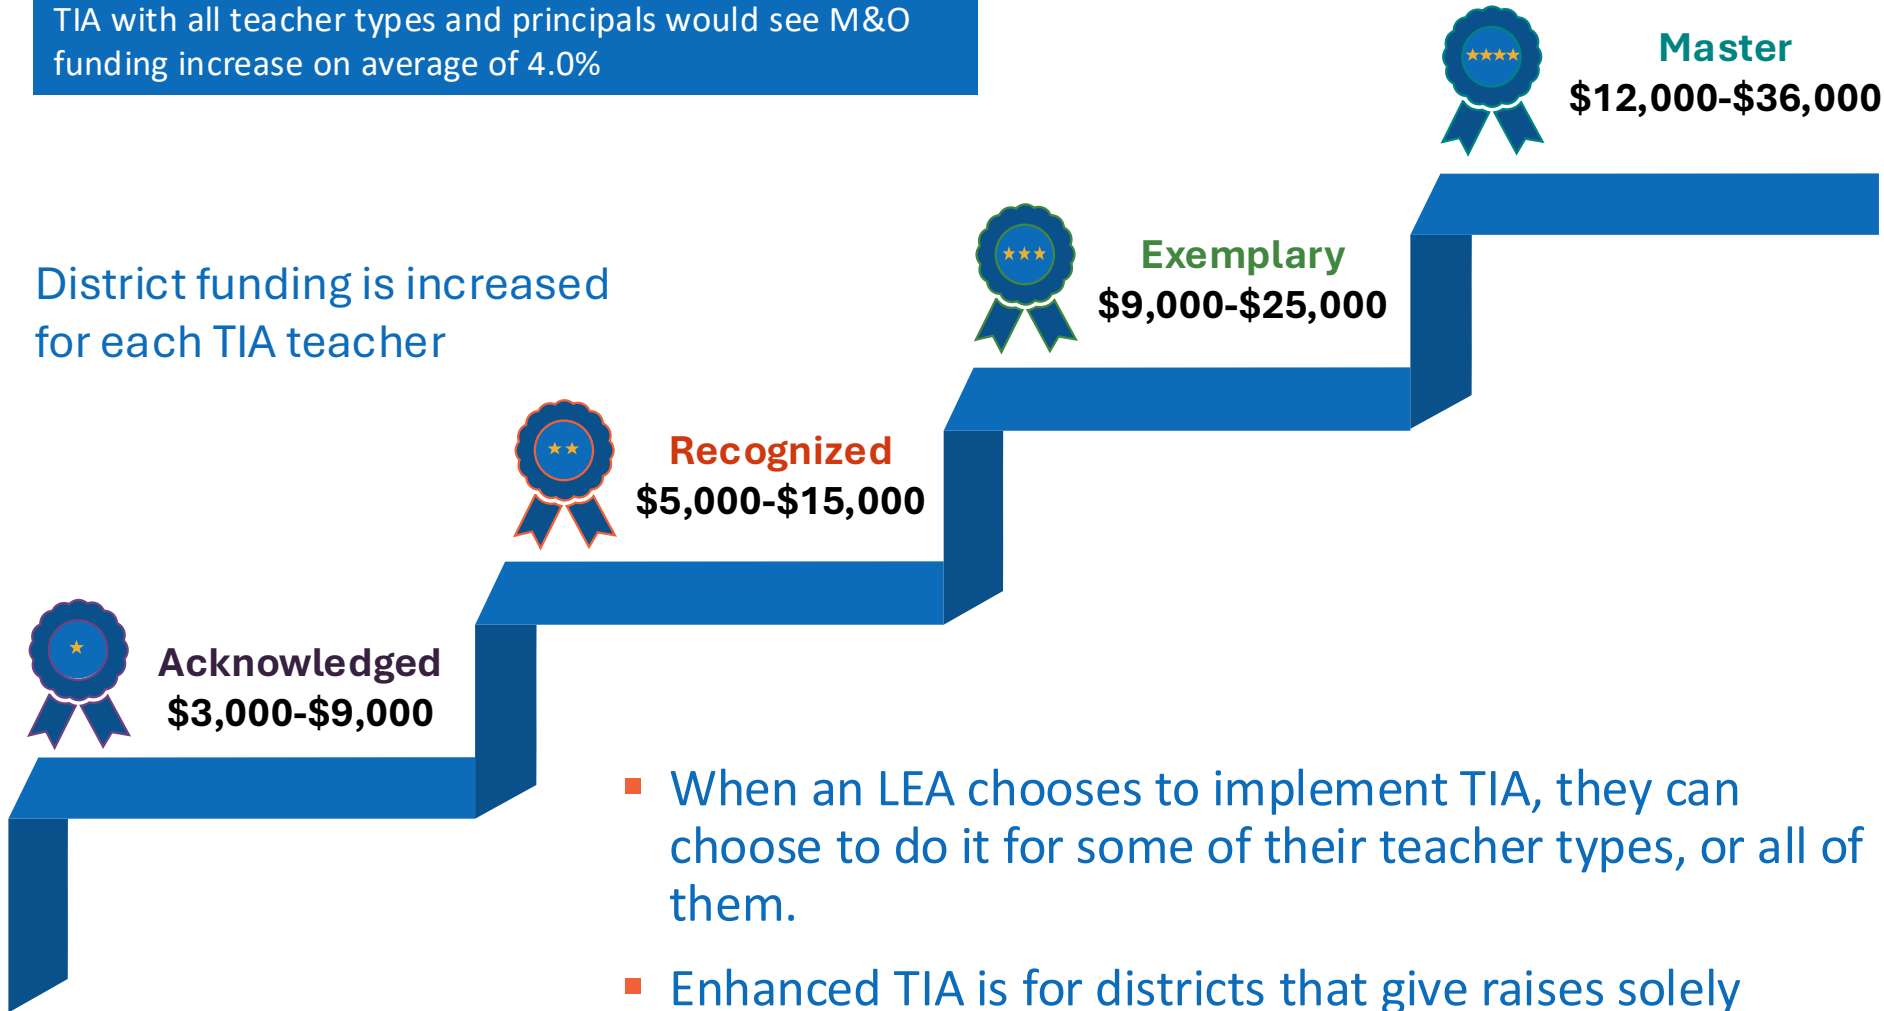 TIA with all teacher types and principals would see M&O
funding increase on average of 4.0%
Master
$12,000-$36,000
Exemplary
$9,000-$25,000
District funding is increased
for each TIA teacher
Recognized
$5,000-$15,000
Acknowledged
$3,000-$9,000
When an LEA chooses to implement TIA, they can
choose to do it for some of their teacher types, or all of
them.
Enhanced TIA is for districts that give raises solely